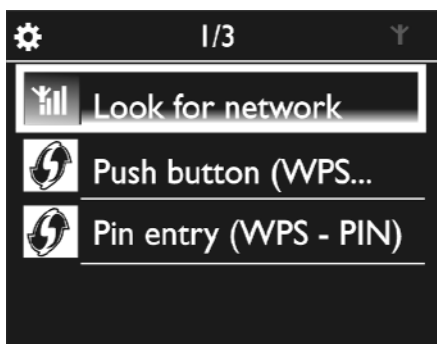 1/3
Look for network
Push button (WPS...
Pin entry (WPS - PIN)